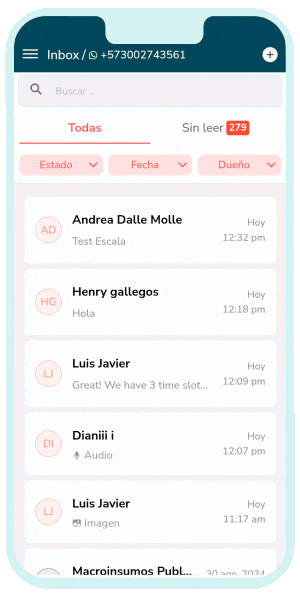 Inbox / +573002743561
Buscar ...
Todas
Sin leer 279
Estado Fecha Dueño
AD Andrea Dalle Molle Hoy
Test Escala 12:32 pm
HG Henry gallegos Hoy
Hola 12:18 pm
LJ Luis Javier Hoy
Great! We have 3 time slot... 12:09 pm
DI Dianiii i Hoy
Audio 12:07 pm
LJ Luis Javier Hoy
Imagen 11:17 am
Macroinsumos Publ... 30 ago, 2024